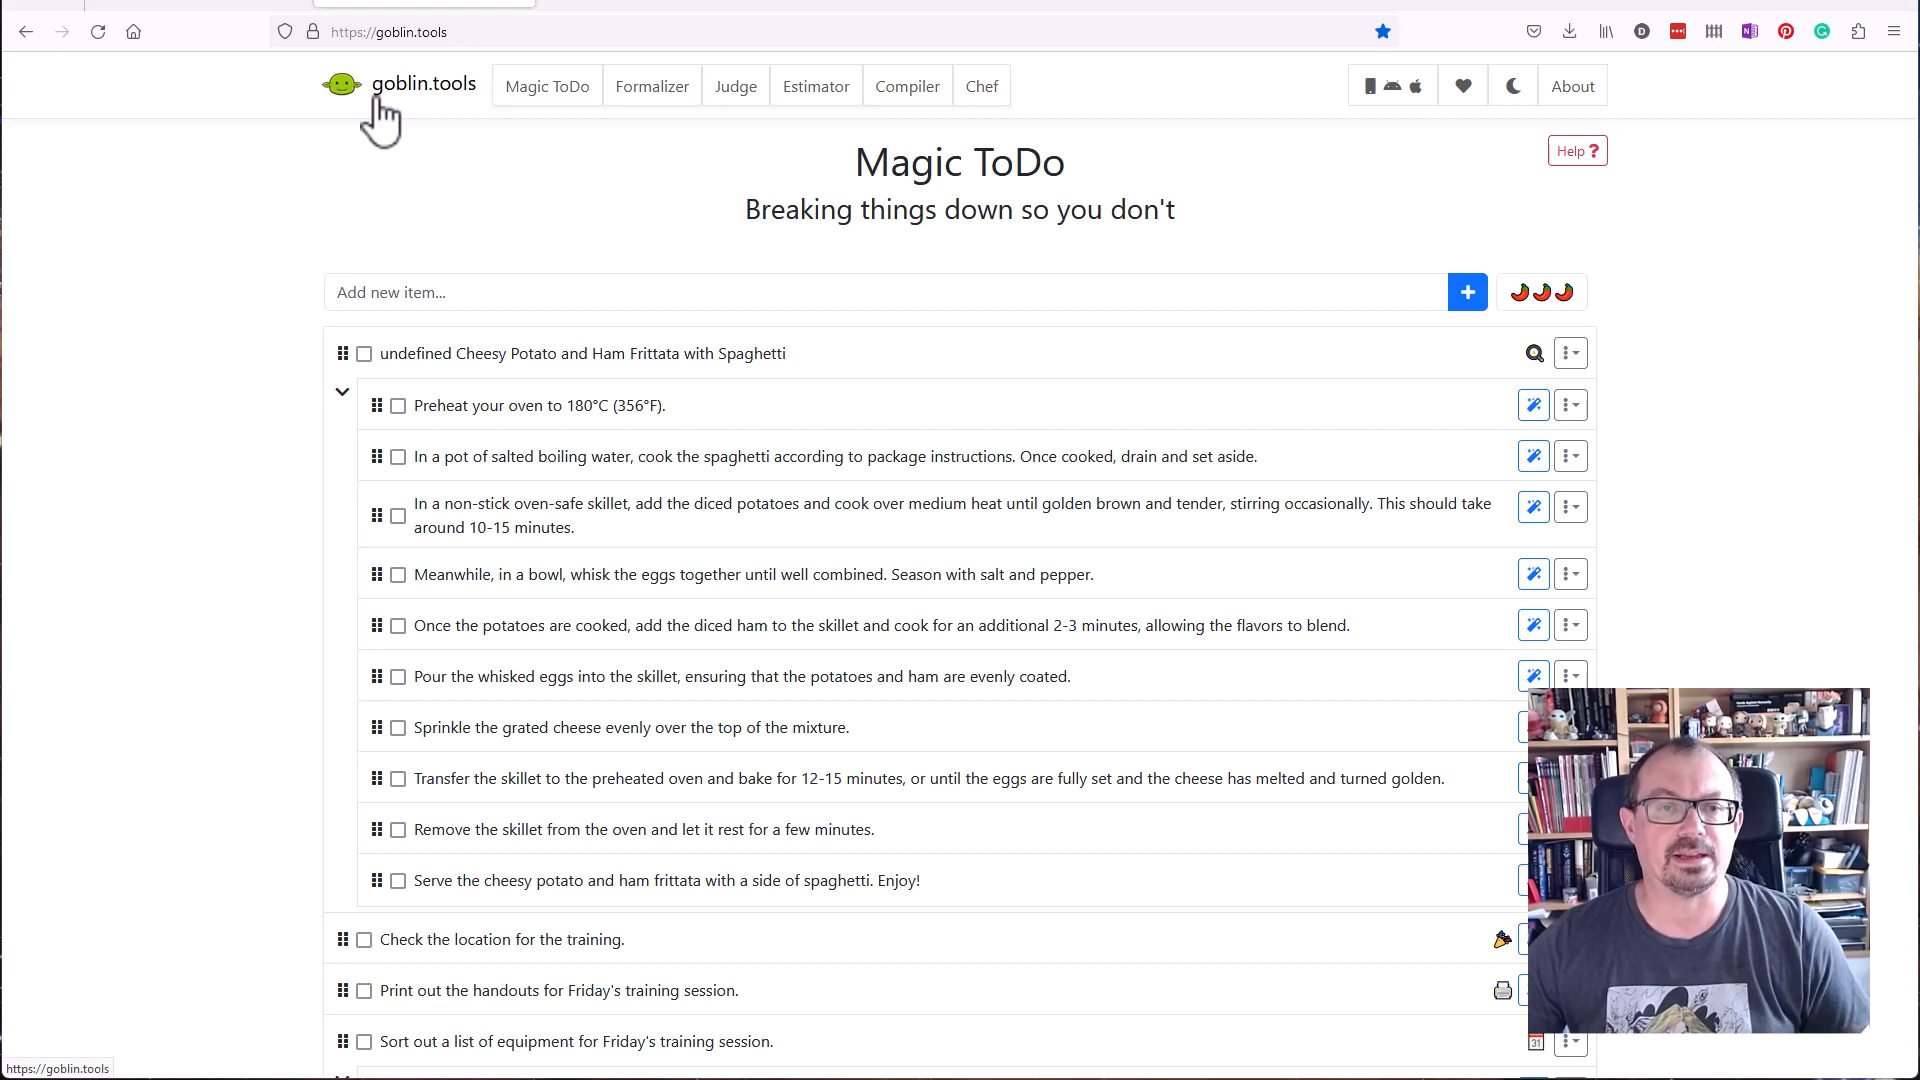 https://goblin.tools
goblin.tools
Magic ToDo
Formalizer
Judge
Estimator
Compiler
Chef
About
Magic ToDo
Help ?
Breaking things down so you don't
Add new item...
undefined Cheesy Potato and Ham Frittata with Spaghetti
Preheat your oven to 180°C (356°F).
In a pot of salted boiling water, cook the spaghetti according to package instructions. Once cooked, drain and set aside.
In a non-stick oven-safe skillet, add the diced potatoes and cook over medium heat until golden brown and tender, stirring occasionally. This should take
around 10-15 minutes.
Meanwhile, in a bowl, whisk the eggs together until well combined. Season with salt and pepper.
Once the potatoes are cooked, add the diced ham to the skillet and cook for an additional 2-3 minutes, allowing the flavors to blend.
Pour the whisked eggs into the skillet, ensuring that the potatoes and ham are evenly coated.
Sprinkle the grated cheese evenly over the top of the mixture.
Transfer the skillet to the preheated oven and bake for 12-15 minutes, or until the eggs are fully set and the cheese has melted and turned golden.
Remove the skillet from the oven and let it rest for a few minutes.
Serve the cheesy potato and ham frittata with a side of spaghetti. Enjoy!
Check the location for the training.
Print out the handouts for Friday's training session.
Sort out a list of equipment for Friday's training session.
31
https://goblin.tools